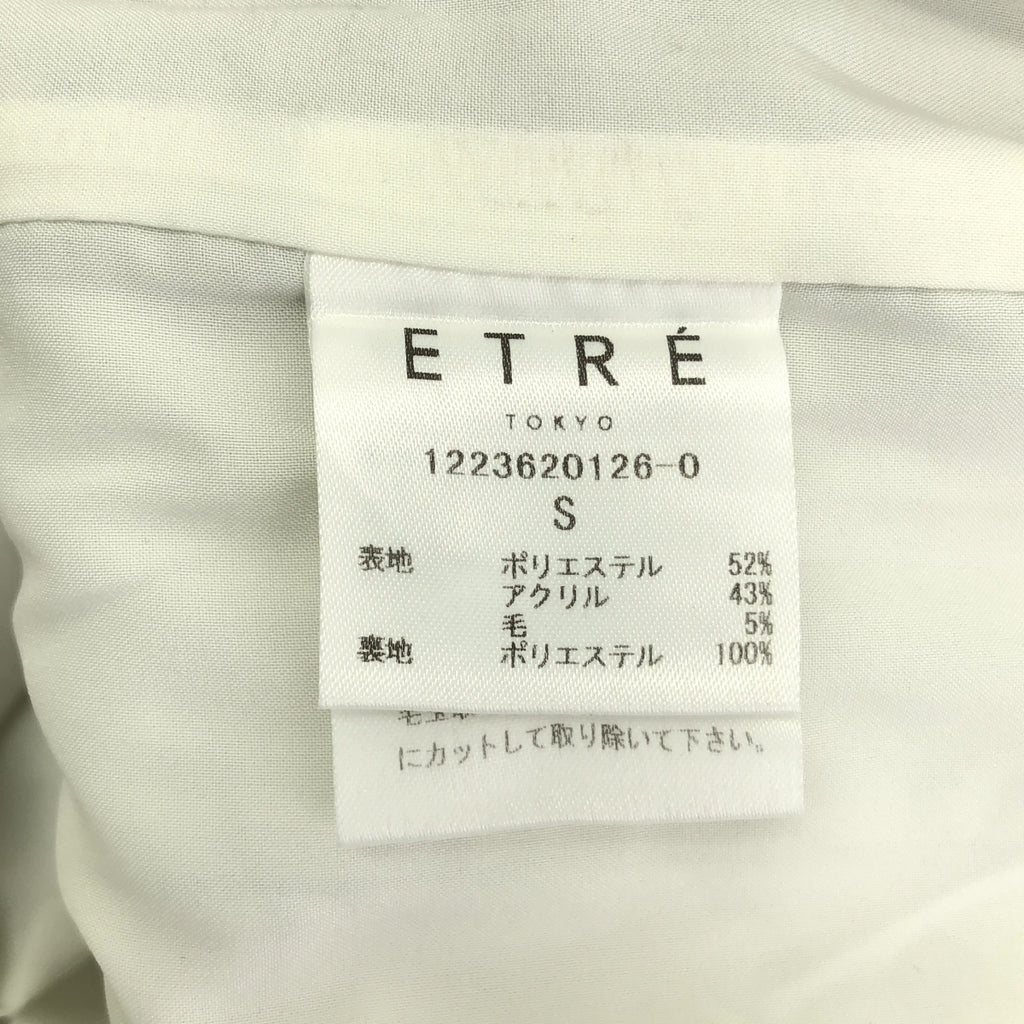 ETRÉ
TOKYO
1223620126-0
S
表地 ポリエステル 52%
アクリル 43%
毛 5%
裏地 ポリエステル 100%
にカットして取り除いて下さい。